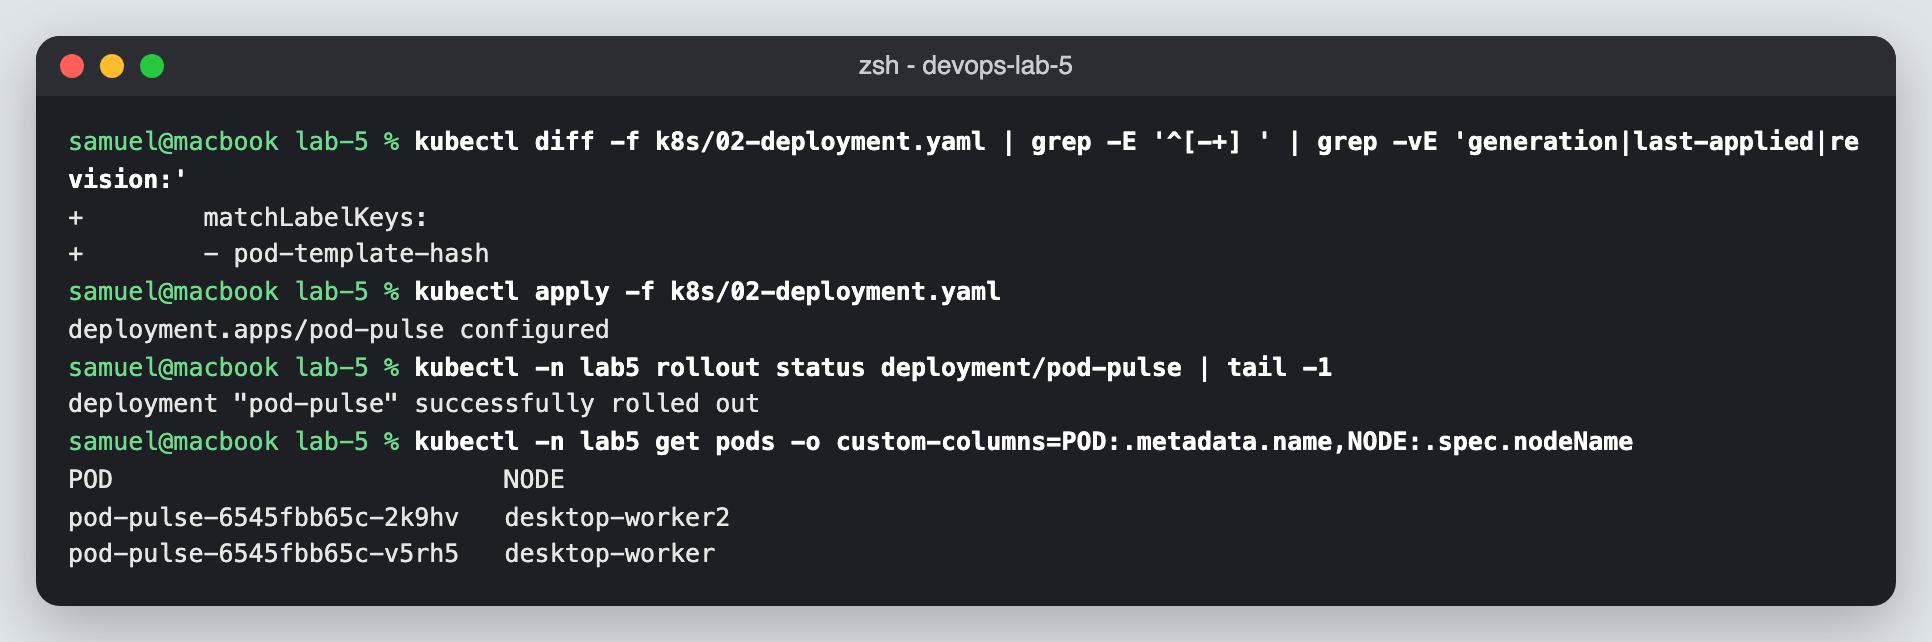 zsh - devops-lab-5
samuel@macbook lab-5 % kubectl diff -f k8s/02-deployment.yaml | grep -E '^[-+] ' | grep -vE 'generation|last-applied|re
vision:'
+        matchLabelKeys:
+        - pod-template-hash
samuel@macbook lab-5 % kubectl apply -f k8s/02-deployment.yaml
deployment.apps/pod-pulse configured
samuel@macbook lab-5 % kubectl -n lab5 rollout status deployment/pod-pulse | tail -1
deployment "pod-pulse" successfully rolled out
samuel@macbook lab-5 % kubectl -n lab5 get pods -o custom-columns=POD:.metadata.name,NODE:.spec.nodeName
POD                          NODE
pod-pulse-6545fbb65c-2k9hv   desktop-worker2
pod-pulse-6545fbb65c-v5rh5   desktop-worker